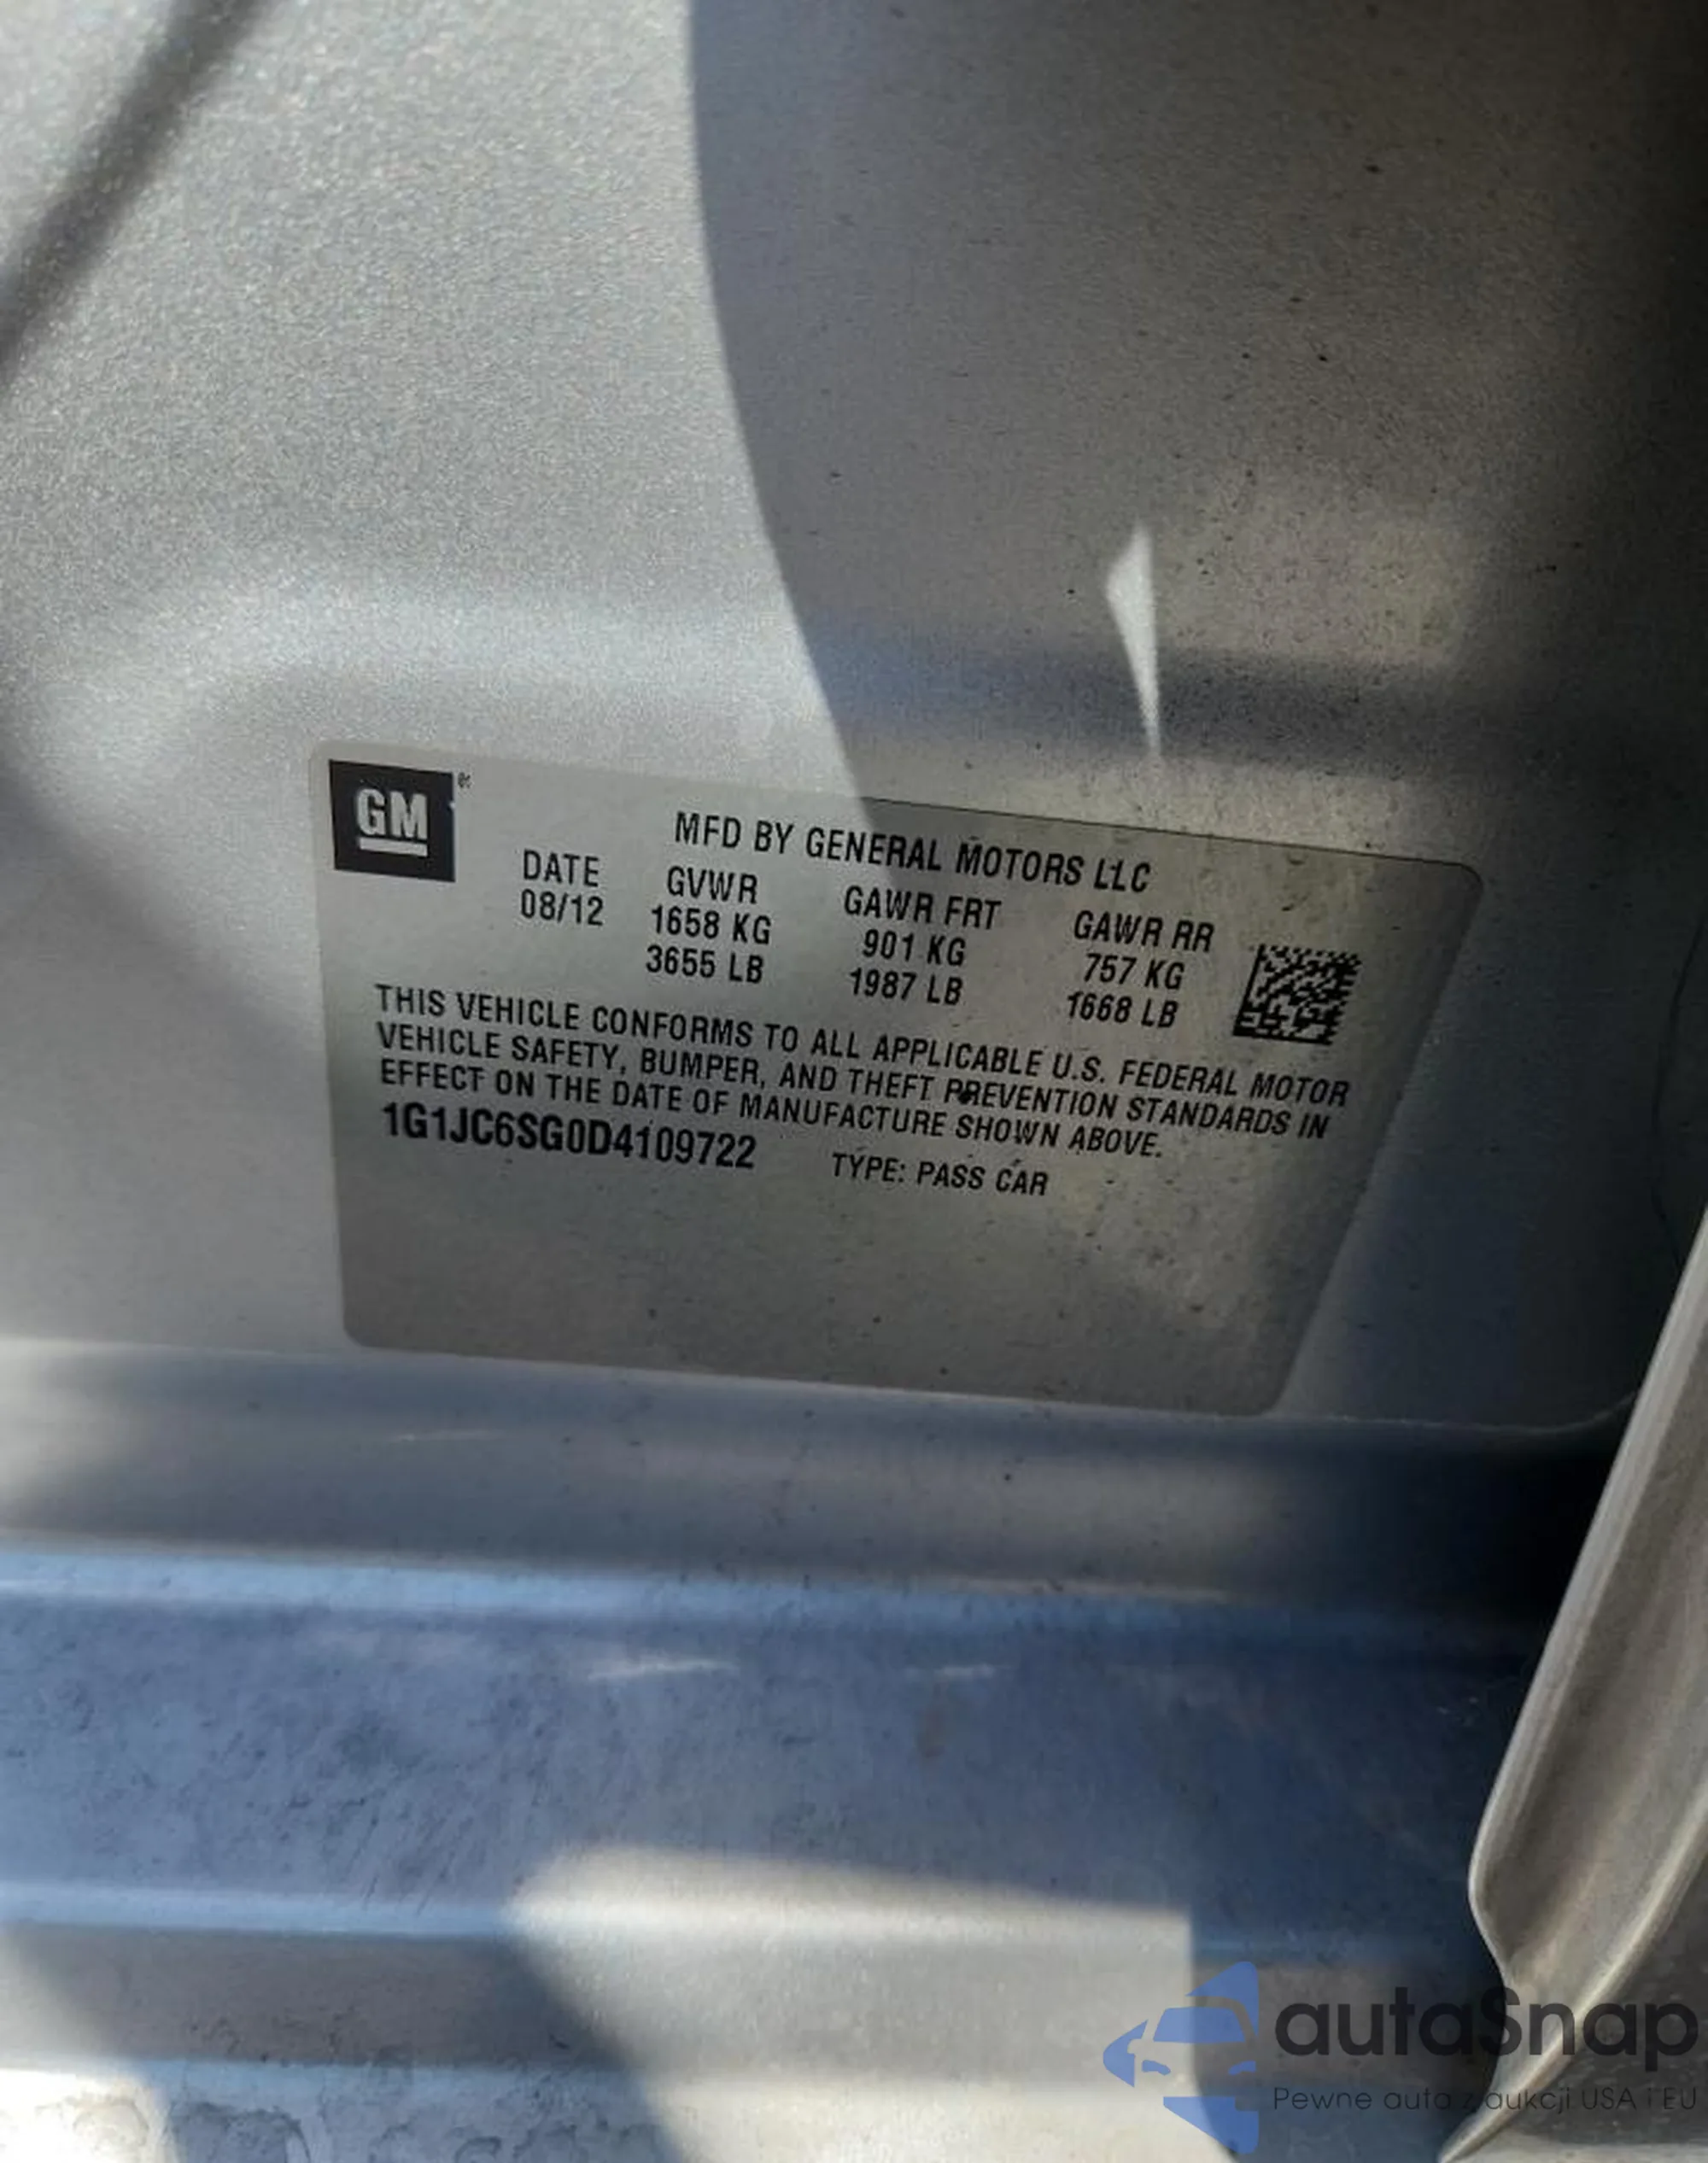 GM
MFD BY GENERAL MOTORS LLC
DATE GVWR GAWR FRT GAWR RR
08/12 1658 KG 901 KG 757 KG
3655 LB 1987 LB 1668 LB
THIS VEHICLE CONFORMS TO ALL APPLICABLE U.S. FEDERAL MOTOR
VEHICLE SAFETY, BUMPER, AND THEFT PREVENTION STANDARDS IN
EFFECT ON THE DATE OF MANUFACTURE SHOWN ABOVE.
1G1JC6SG0D4109722 TYPE: PASS CAR
autaSnap
Pewne auta z aukcji USA i EU